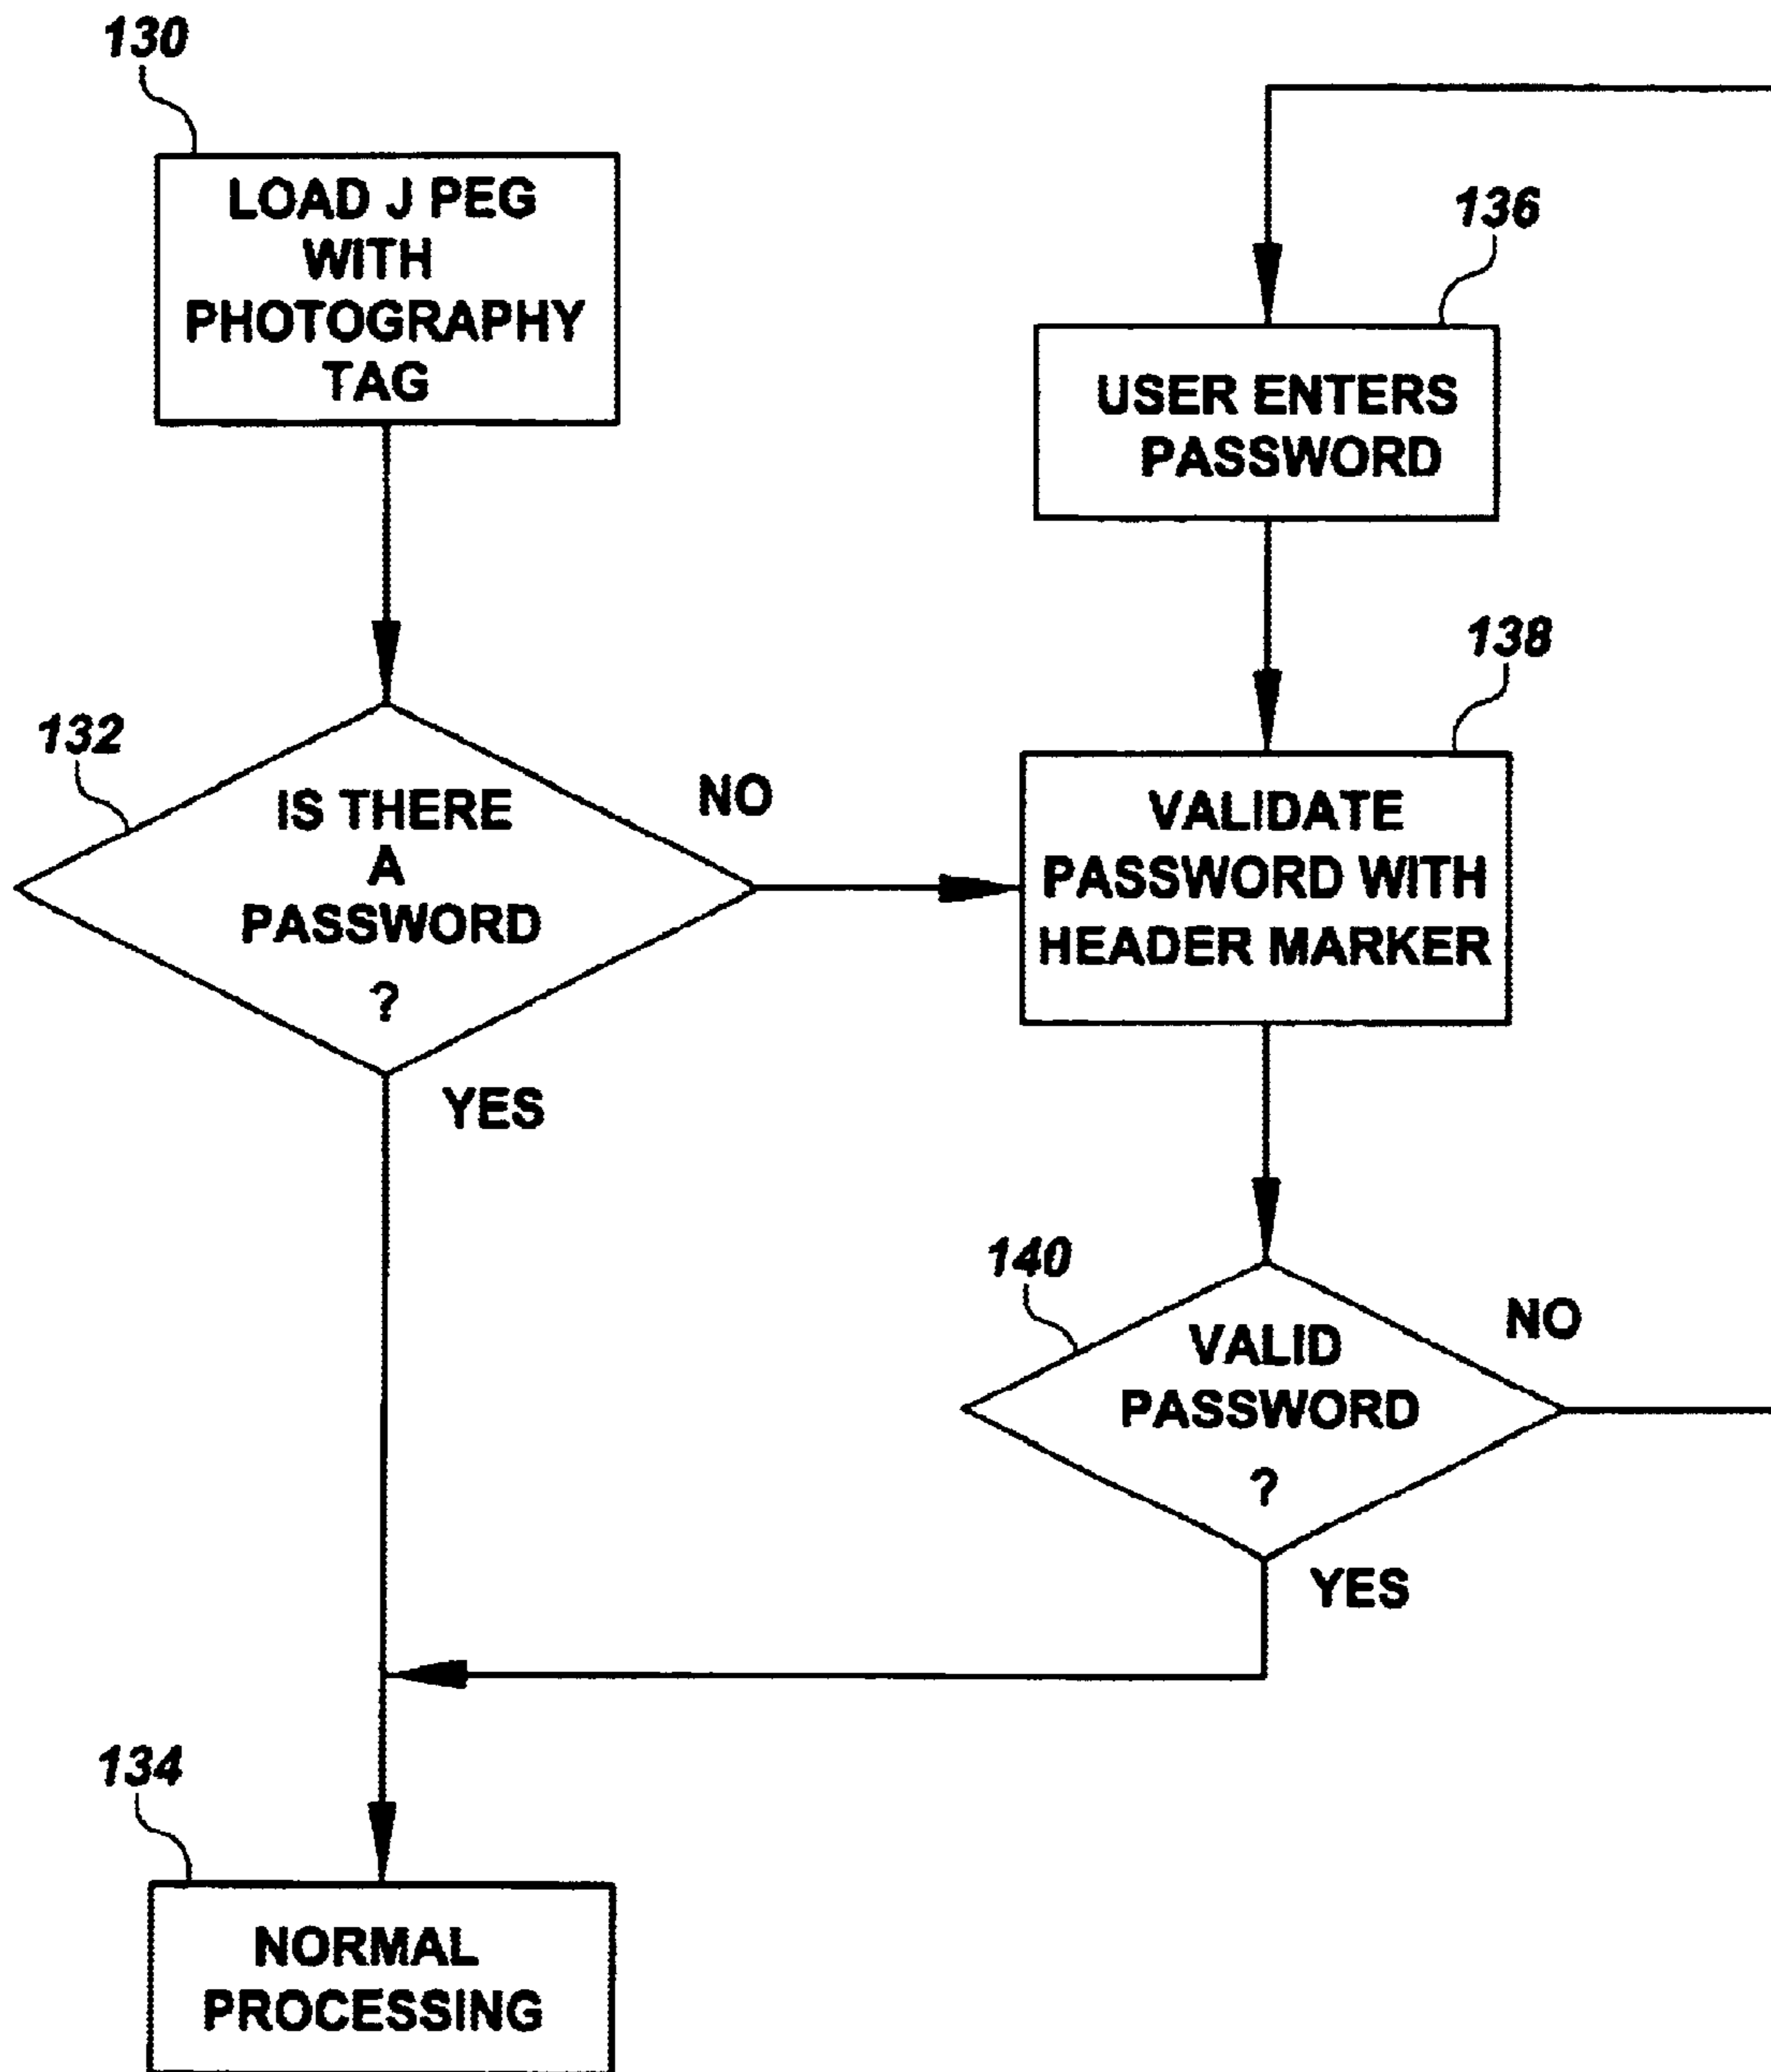 130
LOAD J PEG
WITH
PHOTOGRAPHY
TAG
132
IS THERE
A
PASSWORD
?
NO
YES
136
USER ENTERS
PASSWORD
138
VALIDATE
PASSWORD WITH
HEADER MARKER
140
VALID
PASSWORD
?
NO
YES
134
NORMAL
PROCESSING